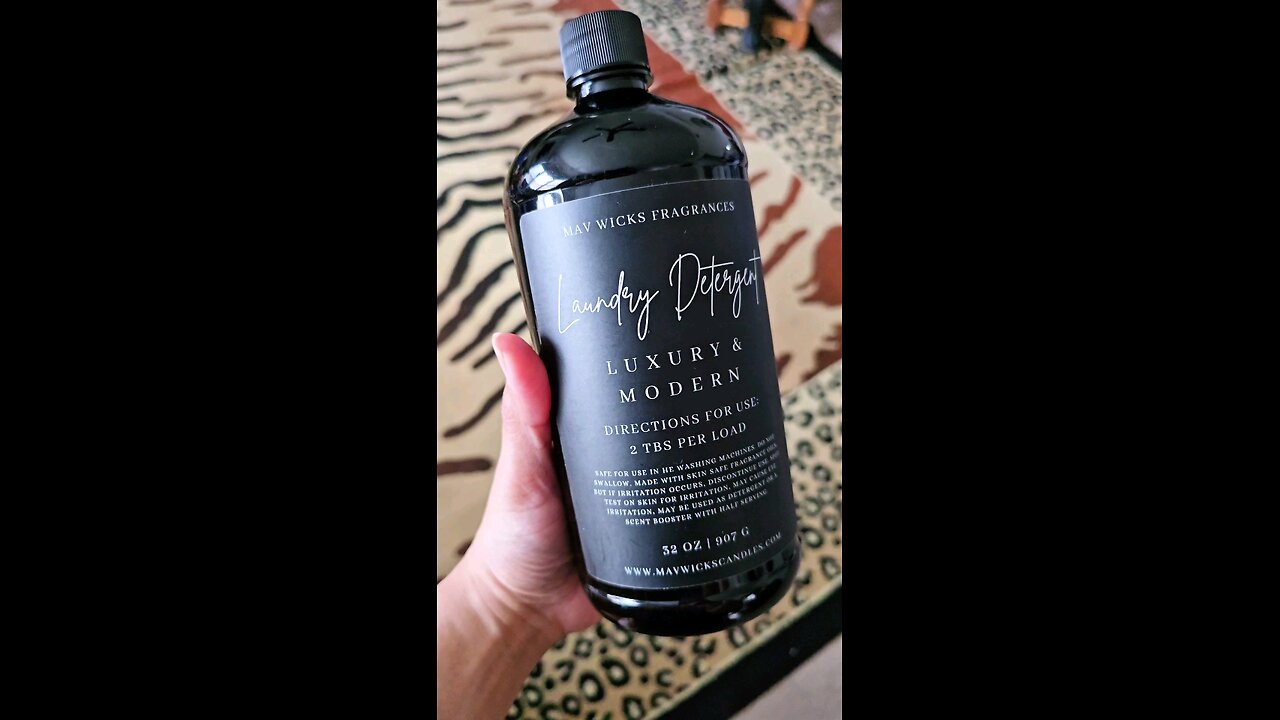 MAV WICKS FRAGRANCES
Laundry Detergent
LUXURY &
MODERN
DIRECTIONS FOR USE:
2 TBS PER LOAD
SAFE FOR USE IN HE WASHING MACHINES. DO NOT
SWALLOW. MADE WITH SKIN SAFE FRAGRANCE OILS,
BUT IF IRRITATION OCCURS, DISCONTINUE USE. SPOT
TEST ON SKIN FOR IRRITATION, MAY CAUSE EYE
IRRITATION, MAY BE USED AS DETERGENT OR A
SCENT BOOSTER WITH HALF SERVING.
32 OZ | 907 G
WWW.MAVWICKSCANDLES.COM